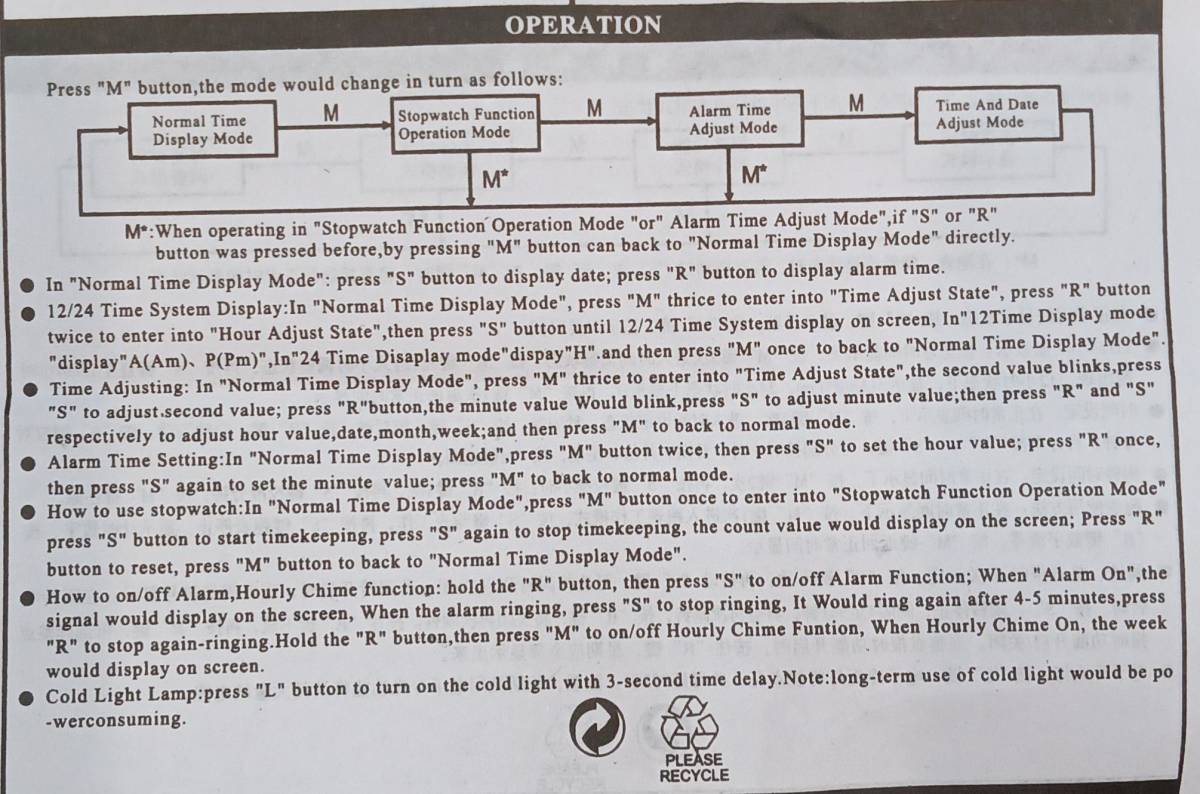 OPERATION
Press "M" button,the mode would change in turn as follows:
Normal Time
Display Mode
M
Stopwatch Function
Operation Mode
M
Alarm Time
Adjust Mode
M
Time And Date
Adjust Mode
M*
M*
M*:When operating in "Stopwatch Function Operation Mode "or" Alarm Time Adjust Mode",if "S" or "R"
button was pressed before,by pressing "M" button can back to "Normal Time Display Mode" directly.
● In "Normal Time Display Mode": press "S" button to display date; press "R" button to display alarm time.
● 12/24 Time System Display:In "Normal Time Display Mode", press "M" thrice to enter into "Time Adjust State", press "R" button
twice to enter into "Hour Adjust State",then press "S" button until 12/24 Time System display on screen, In"12Time Display mode
"display"A(Am)、P(Pm)",In"24 Time Disaplay mode"dispay"H".and then press "M" once to back to "Normal Time Display Mode".
● Time Adjusting: In "Normal Time Display Mode", press "M" thrice to enter into "Time Adjust State",the second value blinks,press
"S" to adjust.second value; press "R"button,the minute value Would blink,press "S" to adjust minute value;then press "R" and "S"
respectively to adjust hour value,date,month,week;and then press "M" to back to normal mode.
● Alarm Time Setting:In "Normal Time Display Mode",press "M" button twice, then press "S" to set the hour value; press "R" once,
then press "S" again to set the minute value; press "M" to back to normal mode..
● How to use stopwatch:In "Normal Time Display Mode",press "M" button once to enter into "Stopwatch Function Operation Mode"
press "S" button to start timekeeping, press "S" again to stop timekeeping, the count value would display on the screen; Press "R"
button to reset, press "M" button to back to "Normal Time Display Mode".
● How to on/off Alarm,Hourly Chime function: hold the "R" button, then press "S" to on/off Alarm Function; When "Alarm On",the
signal would display on the screen, When the alarm ringing, press "S" to stop ringing, It Would ring again after 4-5 minutes,press
"R" to stop again-ringing.Hold the "R" button,then press "M" to on/off Hourly Chime Funtion, When Hourly Chime On, the week
would display on screen.
● Cold Light Lamp:press "L" button to turn on the cold light with 3-second time delay.Note:long-term use of cold light would be po
-werconsuming.
PLEASE
RECYCLE